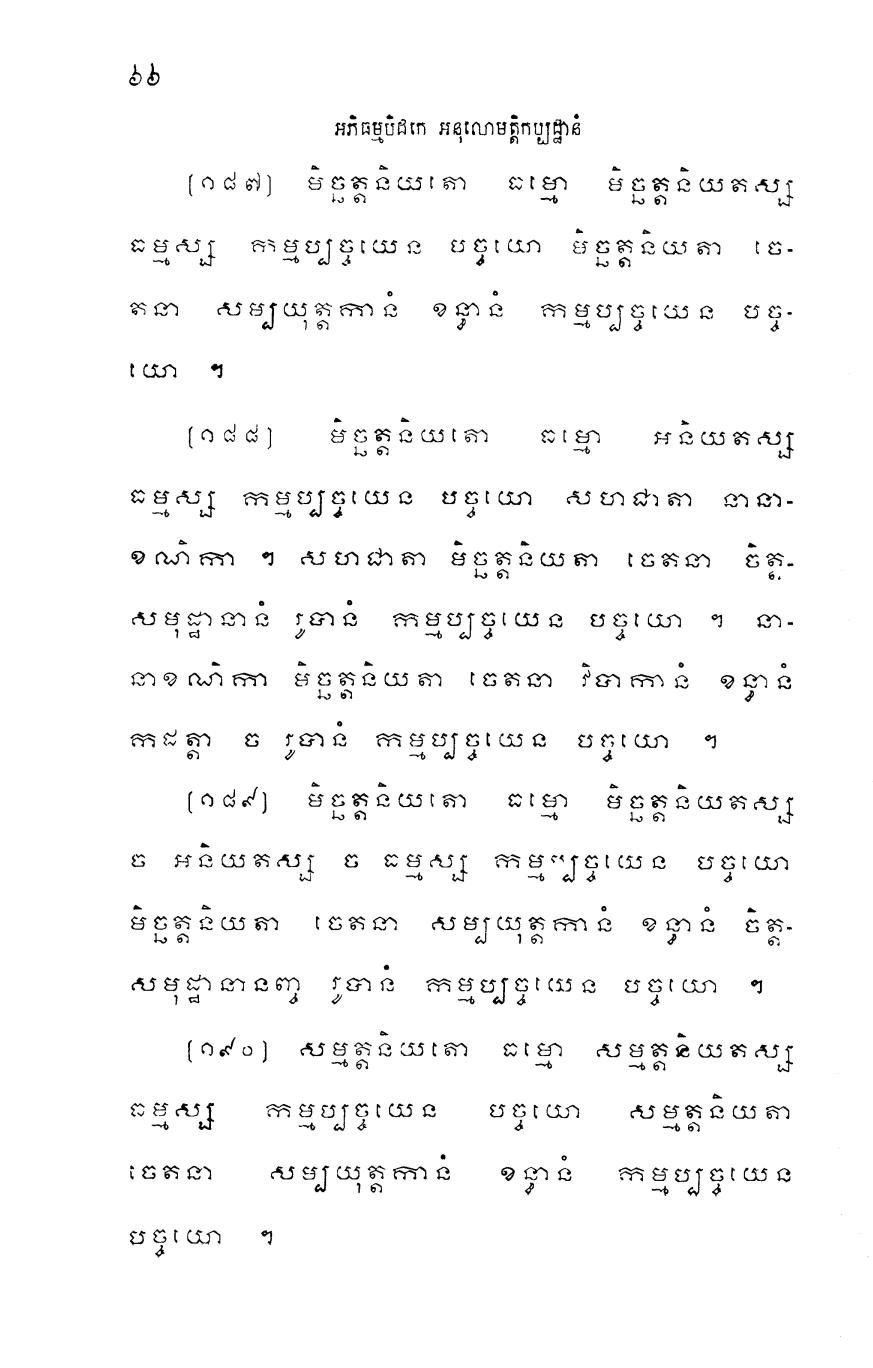 ៦៦
អភិធម្មបិដកេ អនុលោមត្តិកប្បដ្ឋានំ
[១៨៧] មិច្ឆត្តនិយតោ ធម្មោ មិច្ឆត្តនិយតស្ស
ធម្មស្ស កម្មប្បច្ចយេន បច្ចយោ មិច្ឆត្តនិយតា ចេ-
តនា សម្បយុត្តកានំ ខន្ធានំ កម្មប្បច្ចយេន បច្ច-
យោ ។
[១៨៨] មិច្ឆត្តនិយតោ ធម្មោ អនិយតស្ស
ធម្មស្ស កម្មប្បច្ចយេន បច្ចយោ សហជាតា នានា-
ខណិកា ។ សហជាតា មិច្ឆត្តនិយតា ចេតនា ចិត្ត-
សមុដ្ឋានានំ រូបានំ កម្មប្បច្ចយេន បច្ចយោ ។ នា-
នាខណិកា មិច្ឆត្តនិយតា ចេតនា វិបាកានំ ខន្ធានំ
កដត្តា ច រូបានំ កម្មប្បច្ចយេន បច្ចយោ ។
[១៨៩] មិច្ឆត្តនិយតោ ធម្មោ មិច្ឆត្តនិយតស្ស
ច អនិយតស្ស ច ធម្មស្ស កម្មប្បច្ចយេន បច្ចយោ
មិច្ឆត្តនិយតា ចេតនា សម្បយុត្តកានំ ខន្ធានំ ចិត្ត-
សមុដ្ឋានានញ្ច រូបានំ កម្មប្បច្ចយេន បច្ចយោ ។
[១៩០] សម្មត្តនិយតោ ធម្មោ សម្មត្តនិយតស្ស
ធម្មស្ស កម្មប្បច្ចយេន បច្ចយោ សម្មត្តនិយតា
ចេតនា សម្បយុត្តកានំ ខន្ធានំ កម្មប្បច្ចយេន
បច្ចយោ ។